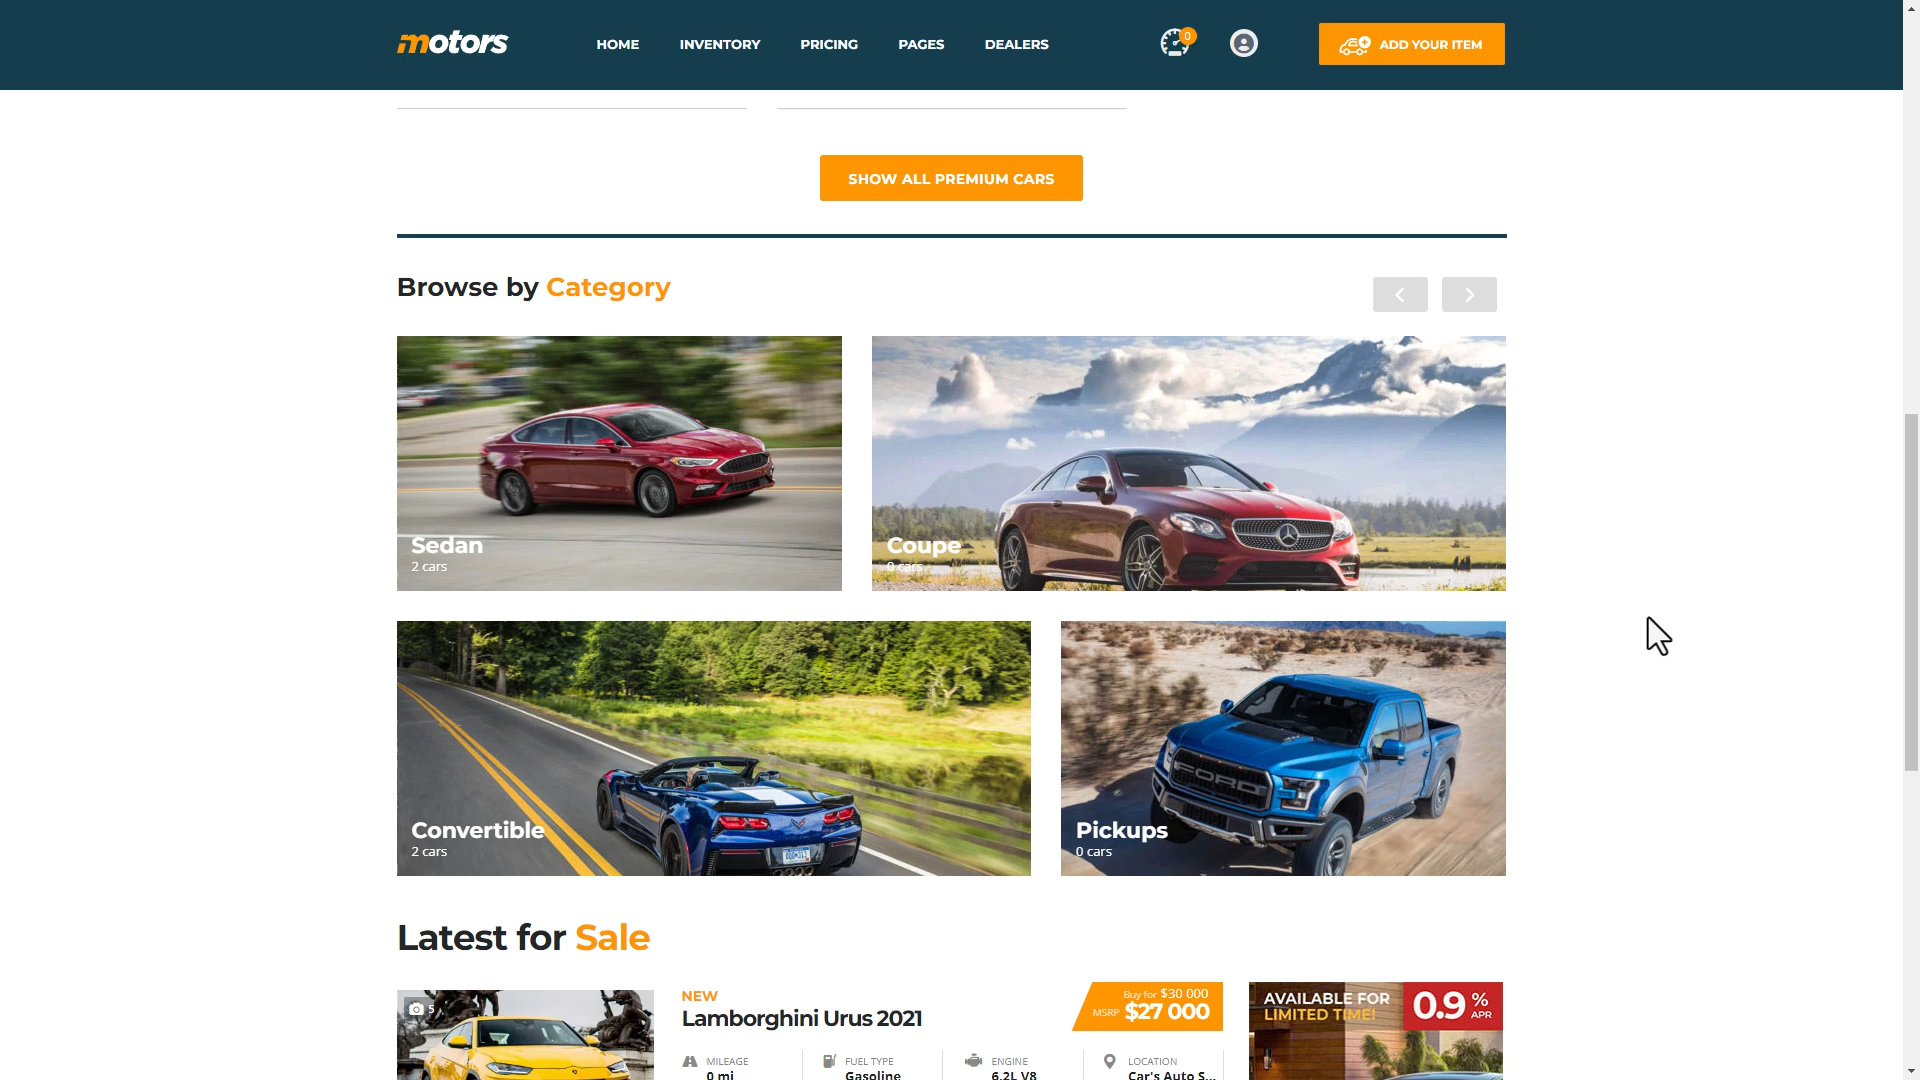 motors
HOME
INVENTORY
PRICING
PAGES
DEALERS
0
ADD YOUR ITEM
SHOW ALL PREMIUM CARS
Browse by Category
Sedan
2 cars
Coupe
0 cars
Convertible
2 cars
FORD
Pickups
0 cars
Latest for Sale
5
NEW
Lamborghini Urus 2021
Buy for $30 000
MSRP $27 000
MILEAGE
0 mi
FUEL TYPE
Gasoline
ENGINE
6.2L V8
LOCATION
Car's Auto S...
AVAILABLE FOR
LIMITED TIME!
0.9 % APR